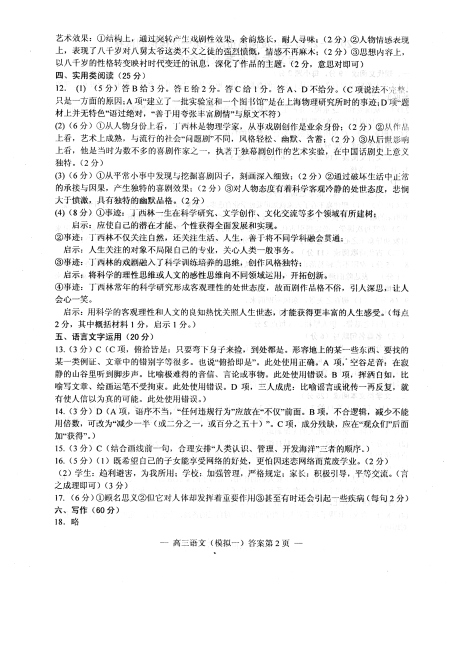 艺术效果：①结构上，通过突转产生戏剧性效果，余韵悠长，耐人寻味；（2 分）②人物情感表现
上，表现了八千岁对八舅太爷这类不义之徒的强烈愤慨，情感不再麻木；（2 分）③思想内容上，
以八千岁的性格转变映衬时代变迁的讯息，深化了作品的主题。（2 分，意思对即可）
四、实用类阅读（25 分）
12.（1）（5 分）答 B 给 3 分。答 E 给 2 分。答 C 给 1 分，答 A、D 不给分。（C 项说法不完整，
只是一方面的原因；A 项“建立了一批实验室和一个图书馆”是在上海物理研究所时的事迹；D 项“题
材上并无特色”语过绝对，“善于用夸张丰富剧情”与原文不符）
(2)（6 分）①从人物身份上看，丁西林是物理学家，从事戏剧创作是业余身份；（2 分）②从作品
上看，艺术上成熟，与流行的社会“问题剧”不同，风格轻松、幽默、含蓄；（2 分）③从后世影响
上看，他是当时为数不多的喜剧作家之一，执著于独幕剧创作的艺术实验，在中国话剧史上意义
独特。（2 分）
(3)（6 分）①从平常小事中发现与挖掘喜剧因子，刻画深入细致；（2 分）②通过破坏生活中正常
的承接与因果，产生独特的喜剧效果；（2 分）③对人物态度有着科学客观冷静的处世态度，悲悯
大于愤激，具有独特的幽默品格。（2 分）
(4)（8 分）①事迹：丁西林一生在科学研究、文学创作、文化交流等多个领域有所建树；
启示：应使自己的潜在才能、个性获得全面发展和实现。
②事迹：丁西林不仅关注自然，还关注生活、人生，善于将不同学科融会贯通。
启示：人生关注的对象不局限自己的专业，关心人类一般事务。
③事迹：丁西林的戏剧融入了科学训练培养的思维，创作风格独特；
启示：将科学的理性思维或人文的感性思维向不同领域运用，开拓创新。
④事迹：丁西林常年的科学研究形成客观理性的处世态度，故而剧作品格不俗，引人深思，让人
会心一笑。
启示：用科学的客观理性和人文的良知热忱关照人生世态，才能获得更丰富的人生感受。（每点
2 分，其中概括材料 1 分，启示 1 分。）
五、语言文字运用（20 分）
13.（3 分）C（C 项，俯拾皆是：只要弯下身子来捡，到处都是。形容地上的某一些东西、要找的
某一类例证、文章中的错别字等很多。也说“俯拾即是”。此处使用正确。A 项，空谷足音：在寂
静的山谷里听到脚步声。比喻极难得的音信、言论或事物，此处使用错误。B 项，挥洒自如，比
喻写文章、绘画运笔不受拘束。此处使用错误。D 项，三人成虎：比喻谣言或讹传一再反复，就
有使人信以为真的可能。此处使用错误。）
14.（3 分）D（A 项，语序不当，“任何违规行为”应放在“不仅”前面。B 项，不合逻辑，减少不能
用倍数，可改为“减少一半（或二分之一，或百分之五十）”。C 项，成分残缺，应在“观众们”后面
加“获得”。）
15.（3 分）C（结合画线前一句，合理安排“人类认识、管理、开发海洋”三者的顺序。）
16.（5 分）（1）既希望自己的子女能享受网络的好处，更怕因迷恋网络而荒废学业。（2 分）
（2）学生：趋利避害，为我所用；学校：加强管理，严格规定；家长：积极引导，平等交流。（言
之成理即可）（3 分）
17.（6 分）①顾名思义②但它对人体却发挥着重要作用③甚至有时还会引起一些疾病（每句 2 分）
六、写作（60 分）
18. 略
— 高三语文（模拟一）答案第 2 页 —